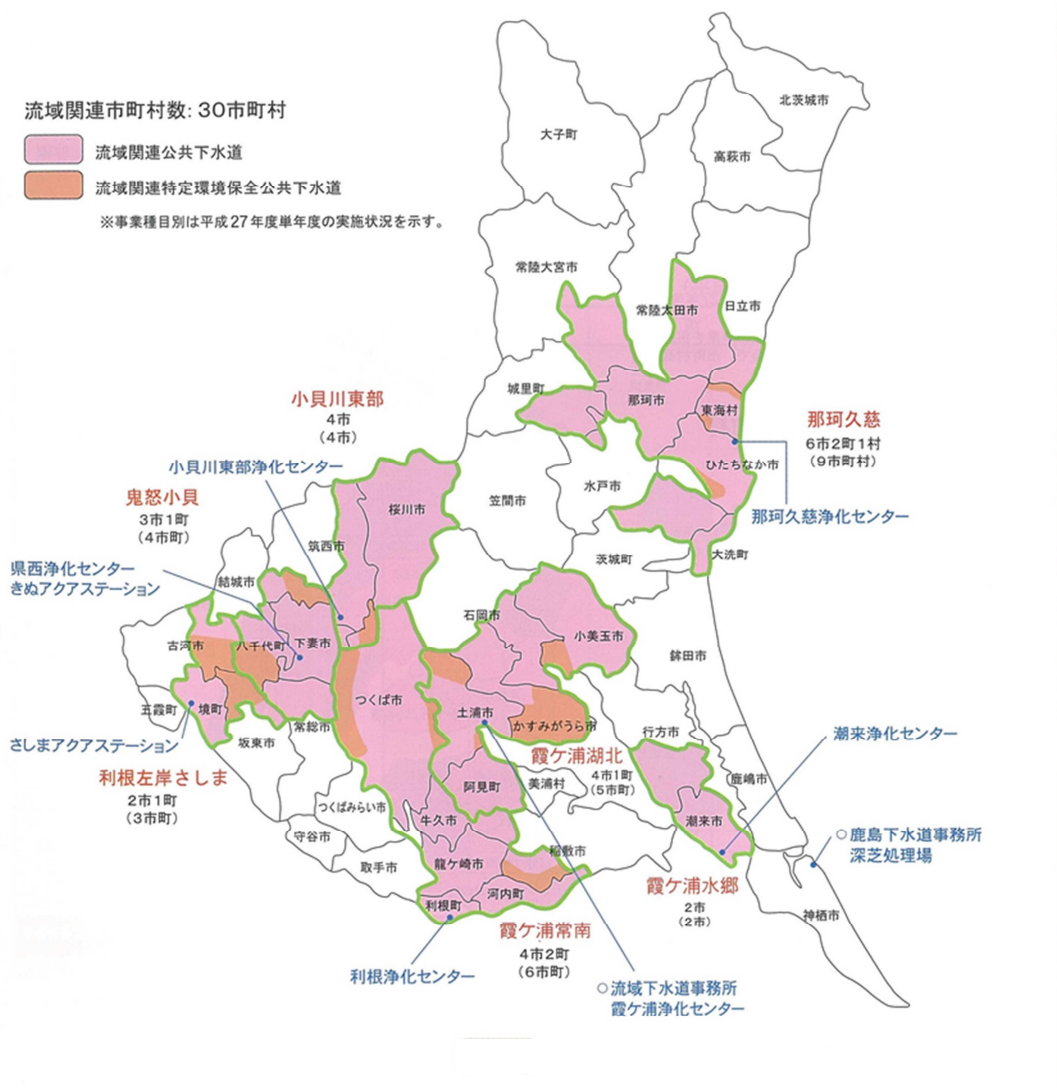 流域関連市町村数: 30市町村
流域関連公共下水道
流域関連特定環境保全公共下水道
※事業種目別は平成27年度単年度の実施状況を示す。
北茨城市
大子町
高萩市
常陸大宮市
常陸太田市
日立市
城里町
那珂市
東海村
那珂久慈
6市2町1村
(9市町村)
ひたちなか市
水戸市
那珂久慈浄化センター
大洗町
茨城町
笠間市
小貝川東部
4市
(4市)
小貝川東部浄化センター
桜川市
鬼怒小貝
3市1町
(4市町)
筑西市
県西浄化センター
きぬアクアステーション
結城市
石岡市
小美玉市
古河市
八千代町
下妻市
鉾田市
五霞町
境町
つくば市
土浦市
かすみがうら市
常総市
坂東市
さしまアクアステーション
行方市
潮来浄化センター
利根左岸さしま
2市1町
(3市町)
霞ケ浦湖北
4市1町
(5市町)
阿見町
美浦村
鹿嶋市
つくばみらい市
牛久市
潮来市
守谷市
取手市
龍ケ崎市
稲敷市
○鹿島下水道事務所
深芝処理場
霞ケ浦水郷
2市
(2市)
河内町
利根町
神栖市
霞ケ浦常南
4市2町
(6市町)
利根浄化センター
○流域下水道事務所
霞ケ浦浄化センター